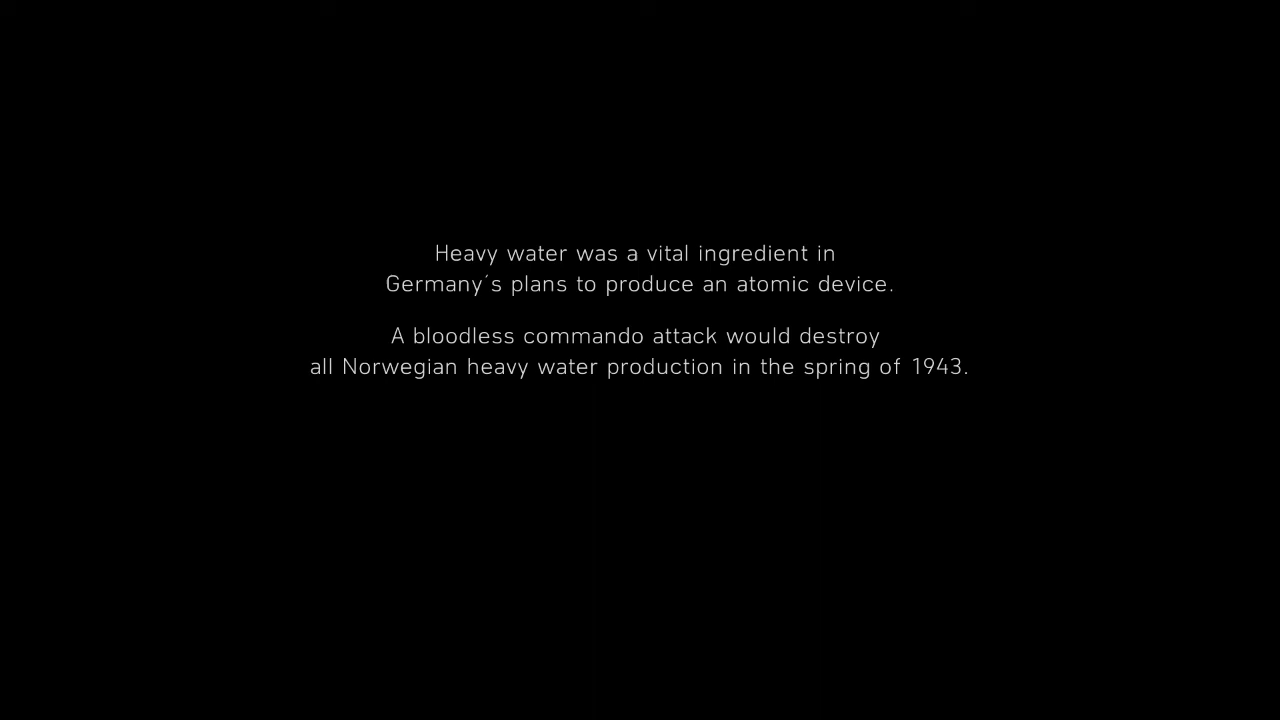 Heavy water was a vital ingredient in
Germany´s plans to produce an atomic device.
A bloodless commando attack would destroy
all Norwegian heavy water production in the spring of 1943.